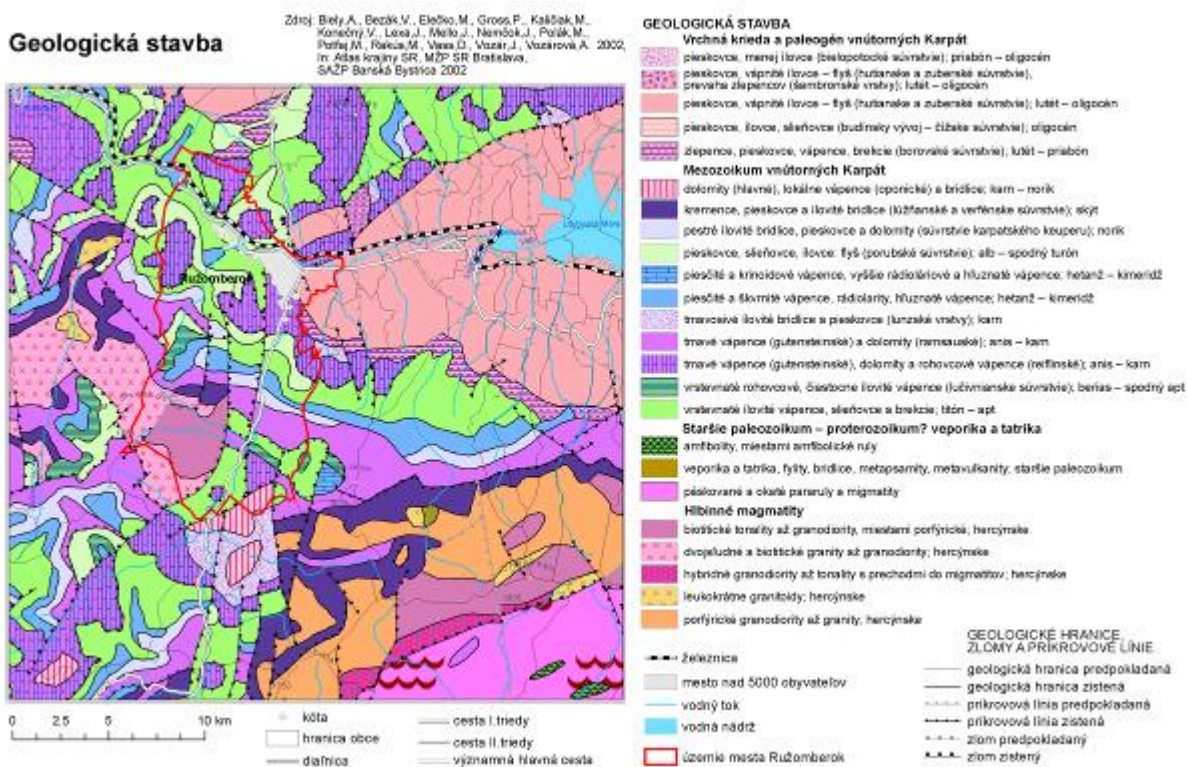 Geologická stavba
Zdroj: Biely,A., Bezák,V., Elečko,M., Gross,P., Kaličiak,M.,
Konečný,V., Lexa,J., Mello,J., Nemčok,J., Polák,M.,
Potfaj,M., Rakús,M., Vass,D., Vozár,J., Vozárová,A. 2002,
In: Atlas krajiny SR, MŽP SR Bratislava,
SAŽP Banská Bystrica 2002
Ružomberok
0 2.5 5 10 km
kóta
hranica obce
diaľnica
cesta I.triedy
cesta II.triedy
významná hlavná cesta
GEOLOGICKÁ STAVBA
Vrchná krieda a paleogén vnútorných Karpát
pieskovce, menej ílovce (bielopotocké súvrstvie); priabón – oligocén
pieskovce, vápnité ílovce – flyš (hutianske a zuberské súvrstvie),
prevaha zlepencov (šambronské vrstvy); lutét – oligocén
pieskovce, vápnité ílovce – flyš (hutianske a zuberské súvrstvie); lutét – oligocén
pieskovce, ílovce, slieňovce (budínsky vývoj – čížske súvrstvie); oligocén
zlepence, pieskovce, vápence, brekcie (borovské súvrstvie); lutét – priabón
Mezozoikum vnútorných Karpát
dolomity (hlavné), lokálne vápence (oponické) a bridlice; karn – norik
kremence, pieskovce a ílovité bridlice (lúžňanské a verfénske súvrstvie); skýt
pestré ílovité bridlice, pieskovce a dolomity (súvrstvie karpatského keuperu); norik
pieskovce, slieňovce, ílovce: flyš (porubské súvrstvie); alb – spodný turón
piesčité a krinoidové vápence, vyššie rádioláriové a hľuznaté vápence; hetanž – kimeridž
piesčité a škvrnité vápence, rádiolarity, hľuznaté vápence; hetanž – kimeridž
tmavosivé ílovité bridlice a pieskovce (lunzské vrstvy); karn
tmavé vápence (gutensteinské) a dolomity (ramsauské); anis – karn
tmavé vápence (gutensteinské), dolomity a rohovcové vápence (reiflinské); anis – karn
vrstevnaté rohovcové, čiastocne ílovité vápence (lučivnianske súvrstvie); berias – spodný apt
vrstevnaté ílovité vápence, slieňovce a brekcie; titón – apt
Staršie paleozoikum – proterozoikum? veporika a tatrika
amfibolity, miestami amfibolické ruly
veporika a tatrika, fylity, bridlice, metapsamity, metavulkanity; staršie paleozoikum
páskované a okaté pararuly a migmatity
Hlbinné magmatity
biotitické tonality až granodiority, miestami porfýrické; hercýnske
dvojsľudné a biotitické granity až granodiority; hercýnske
hybridné granodiority až tonality s prechodmi do migmatitov; hercýnske
leukokrátne granitoidy; hercýnske
porfýrické granodiority až granity; hercýnske
železnica
mesto nad 5000 obyvateľov
vodný tok
vodná nádrž
územie mesta Ružomberok
GEOLOGICKÉ HRANICE,
ZLOMY A PRÍKROVOVÉ LÍNIE
geologická hranica predpokladaná
geologická hranica zistená
príkrovová línia predpokladaná
príkrovová línia zistená
zlom predpokladaný
zlom zistený